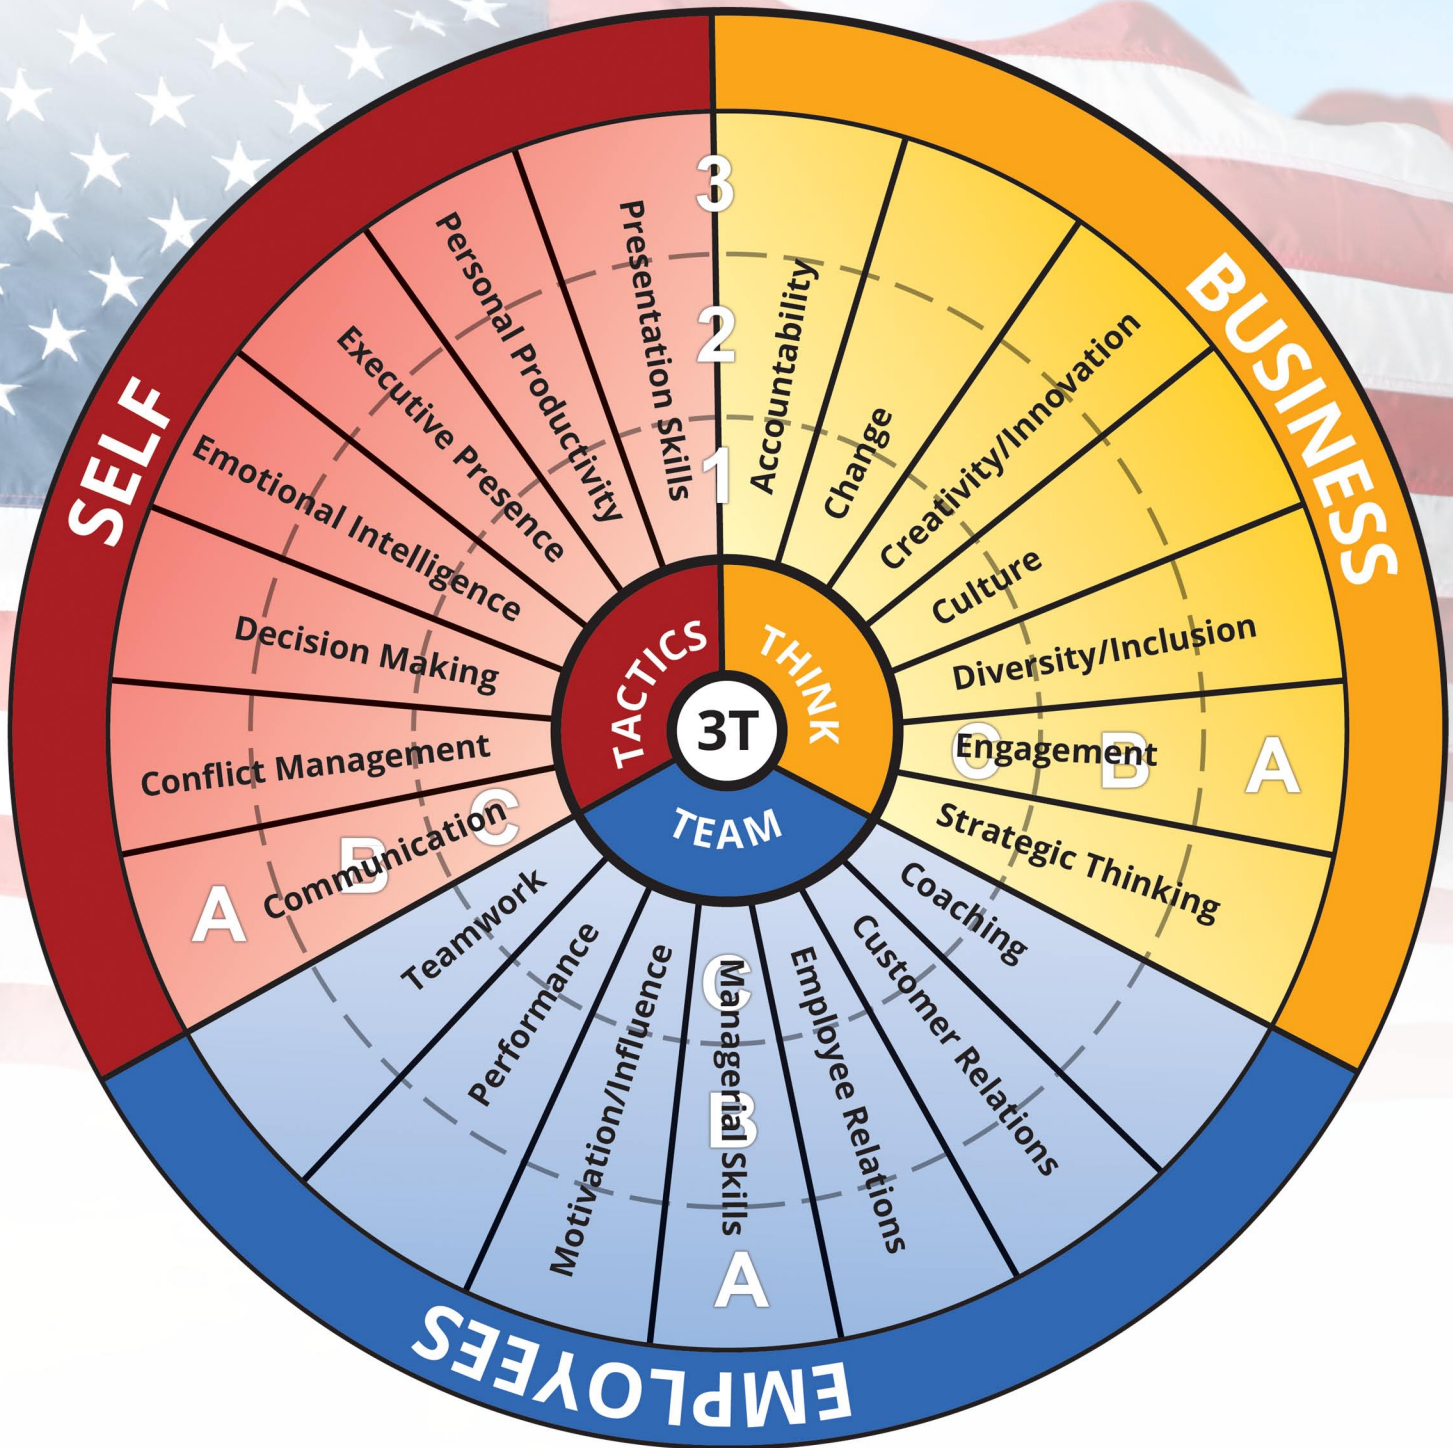 SELF
BUSINESS
EMPLOYEES
TACTICS
THINK
TEAM
3T
3
2
1
Accountability
Change
Creativity/Innovation
Culture
Diversity/Inclusion
Engagement
C
B
A
Strategic Thinking
Coaching
Customer Relations
Employee Relations
Managerial Skills
C
B
A
Motivation/Influence
Performance
Teamwork
Communication
A
B
C
Conflict Management
Decision Making
Emotional Intelligence
Executive Presence
Personal Productivity
Presentation Skills